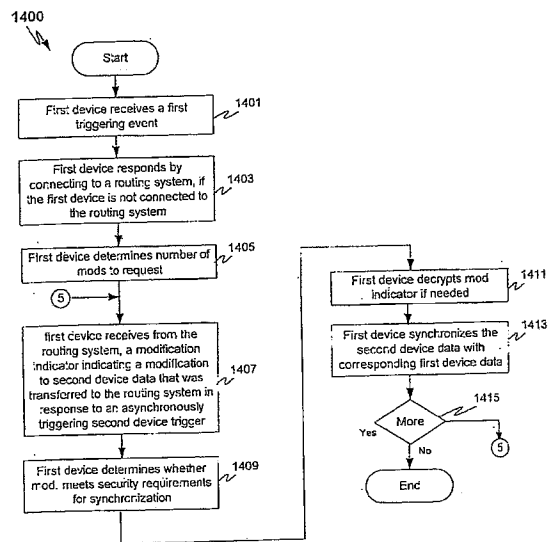 1400
Start
First device receives a first
triggering event
1401
First device responds by
connecting to a routing system, if
the first device is not connected to
the routing system
1403
First device determines number of
mods to request
1405
5
first device receives from the
routing system, a modification
indicator indicating a modification
to second device data that was
transferred to the routing system in
response to an asynchronously
triggering second device trigger
1407
First device determines whether
mod. meets security requirements
for synchronization
1409
First device decrypts mod
indicator if needed
1411
First device synchronizes the
second device data with
corresponding first device data
1413
More
1415
Yes
No
5
End